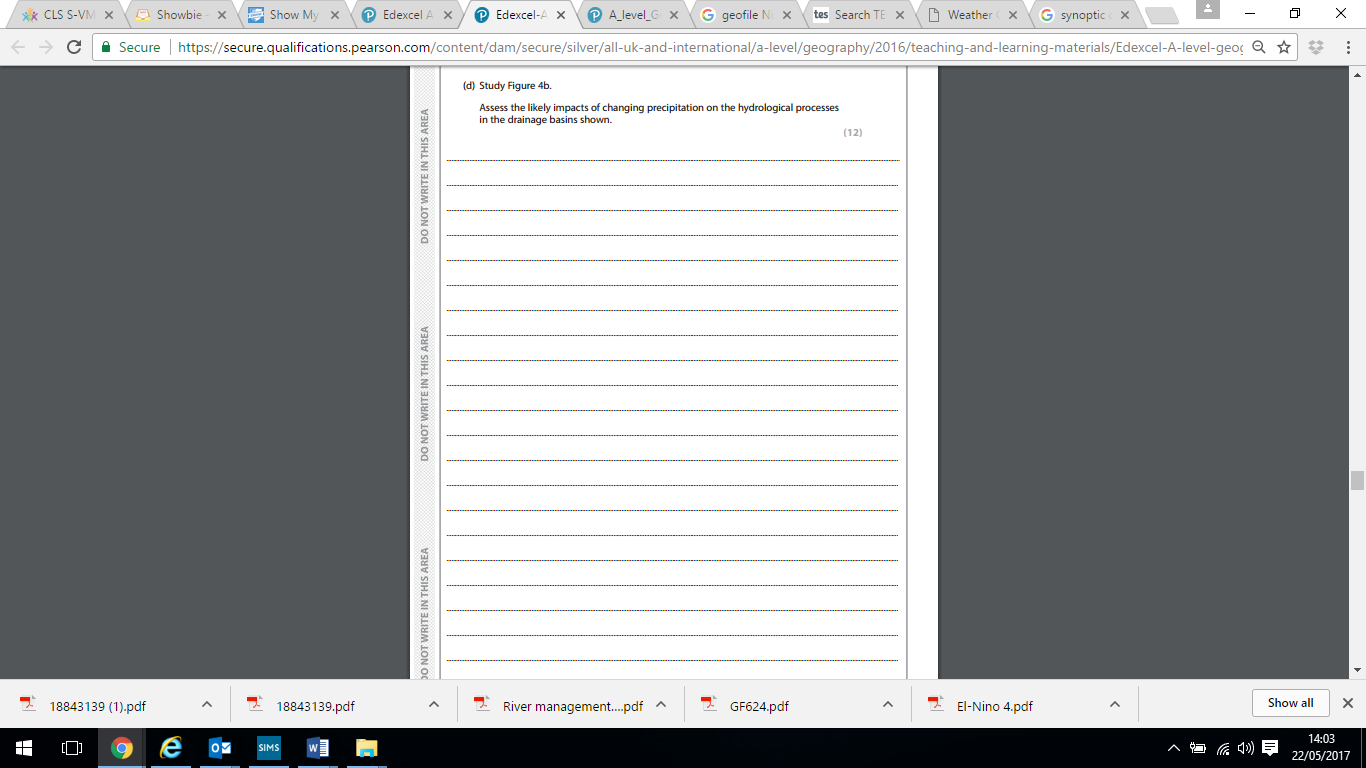 CLS S-VM
Showbie
Show My
Edexcel A
Edexcel-A
A_level_G
geofile Ni
tes Search TE
Weather
synoptic
Secure
https://secure.qualifications.pearson.com/content/dam/secure/silver/all-uk-and-international/a-level/geography/2016/teaching-and-learning-materials/Edexcel-A-level-geog
(d) Study Figure 4b.
Assess the likely impacts of changing precipitation on the hydrological processes
in the drainage basins shown.
(12)
DO NOT WRITE IN THIS AREA
DO NOT WRITE IN THIS AREA
DO NOT WRITE IN THIS AREA
18843139 (1).pdf
18843139.pdf
River management....pdf
GF624.pdf
El-Nino 4.pdf
Show all
SIMS
14:03
22/05/2017